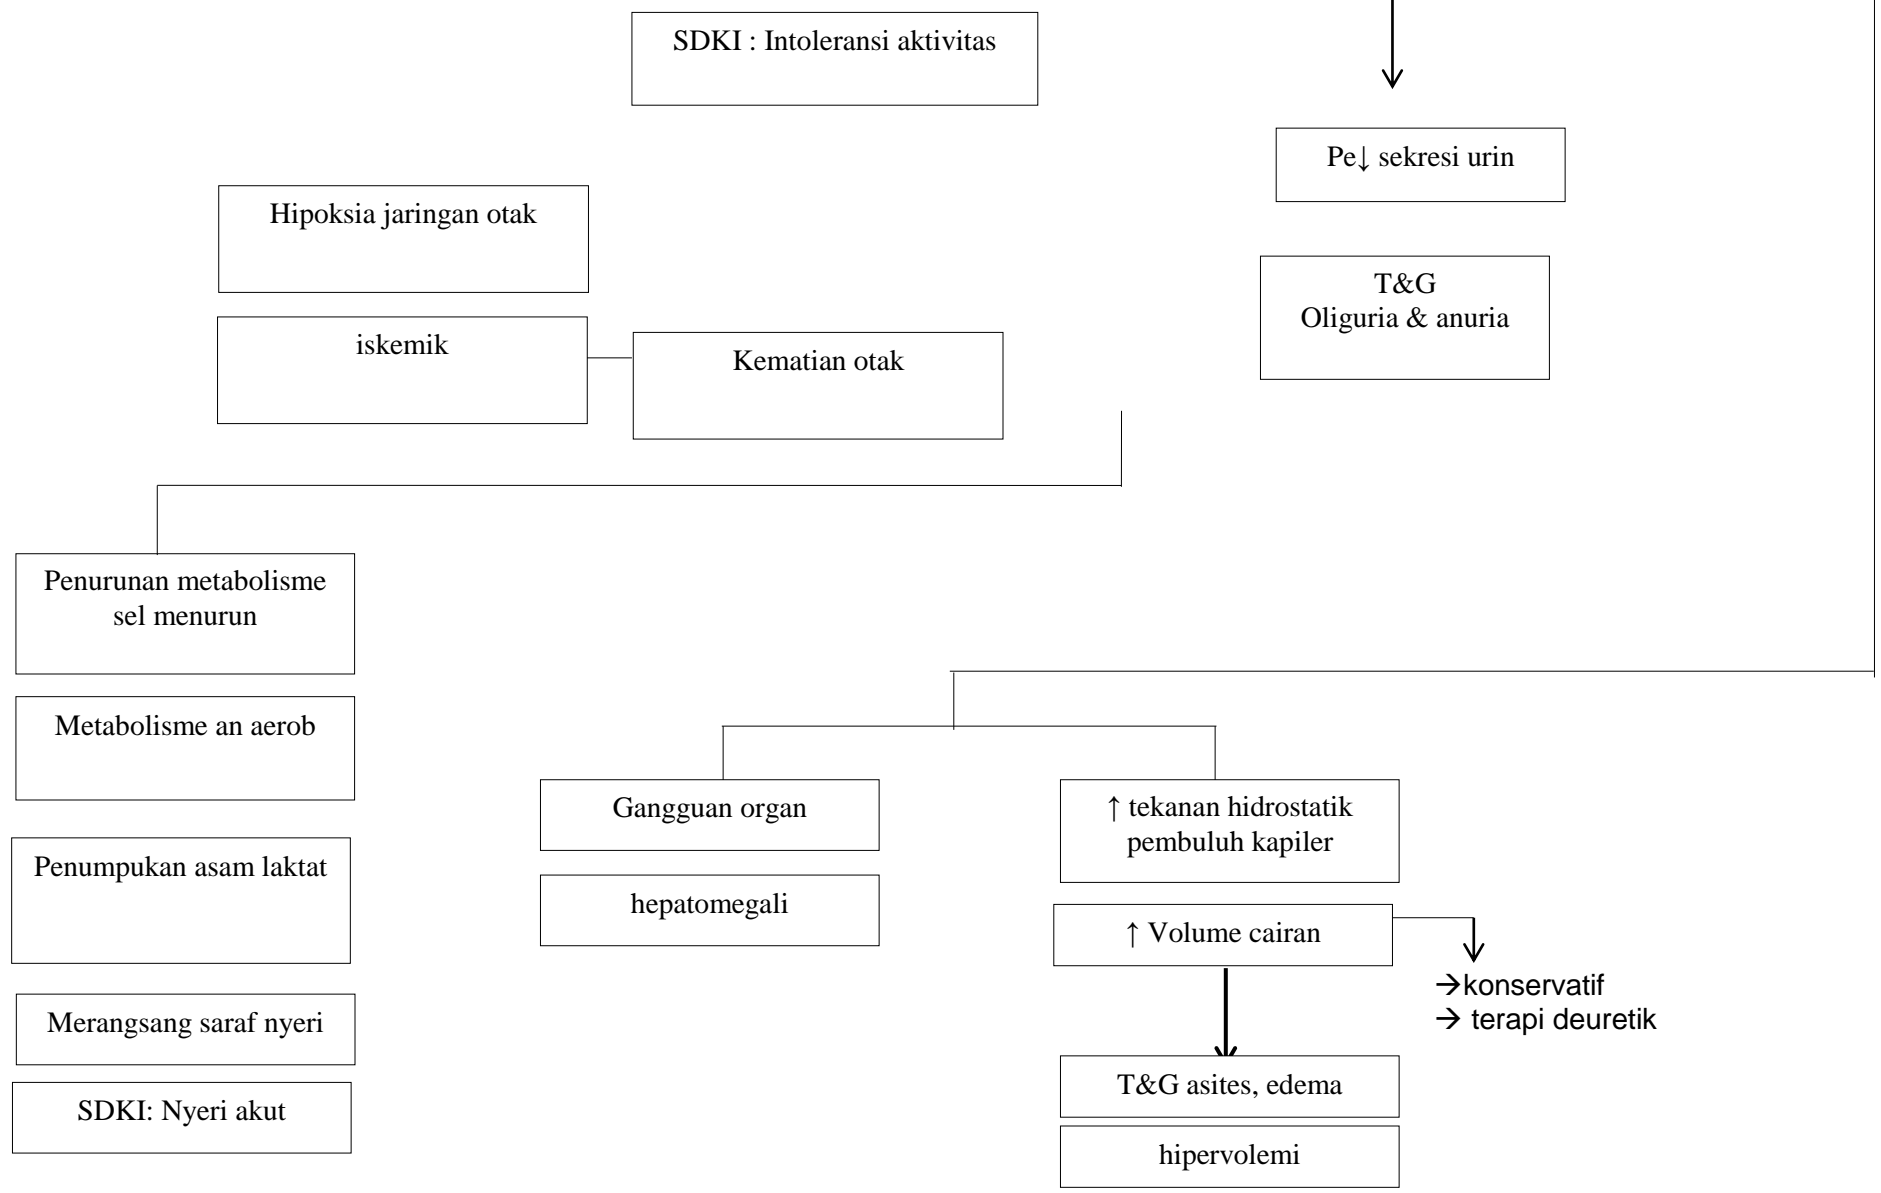 SDKI : Intoleransi aktivitas
Pe↓ sekresi urin
Hipoksia jaringan otak
T&G
Oliguria & anuria
iskemik
Kematian otak
Penurunan metabolisme
sel menurun
Metabolisme an aerob
Penumpukan asam laktat
Merangsang saraf nyeri
SDKI: Nyeri akut
Gangguan organ
hepatomegali
↑ tekanan hidrostatik
pembuluh kapiler
↑ Volume cairan
→konservatif
→ terapi deuretik
T&G asites, edema
hipervolemi